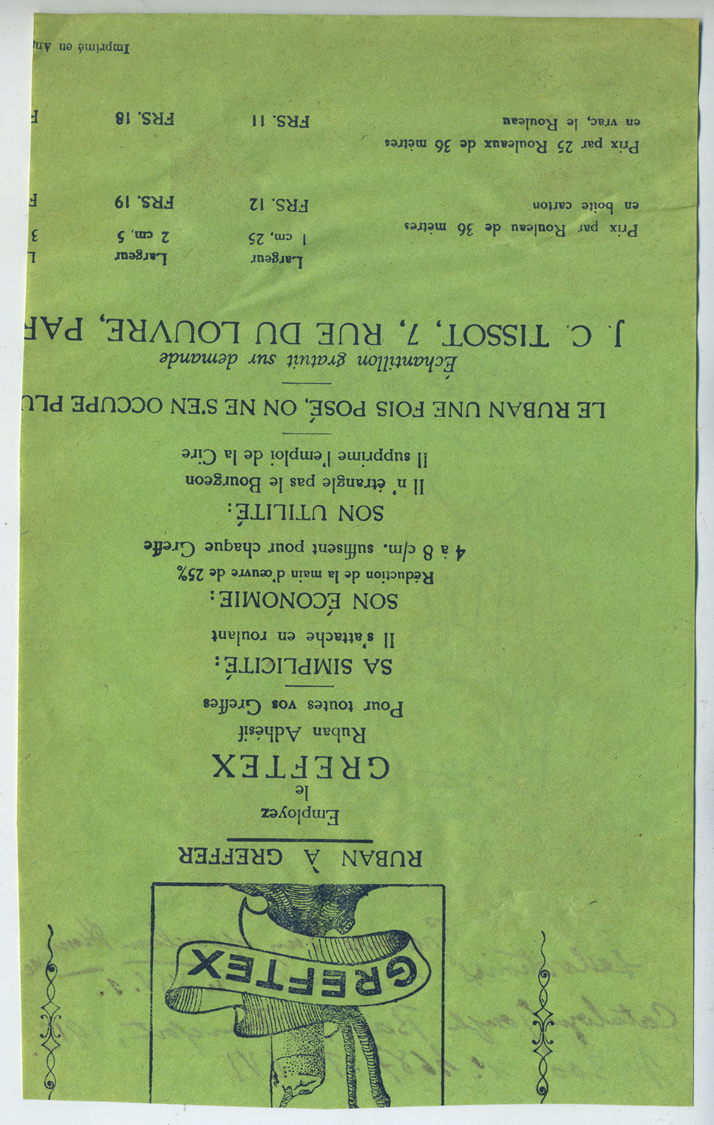 GREFTEX
RUBAN À GREFFER
Employez
le
GREFTEX
Ruban Adhésif
Pour toutes vos Greffes
SA SIMPLICITÉ:
Il s'attache en roulant
SON ÉCONOMIE:
Réduction de la main d'œuvre de 25%
4 à 8 c/m. suffisent pour chaque Greffe
SON UTILITÉ:
Il n'étrangle pas le Bourgeon
Il supprime l'emploi de la Cire
LE RUBAN UNE FOIS POSÉ, ON NE S'EN OCCUPE PLU
Échantillon gratuit sur demande
J. C. TISSOT, 7, RUE DU LOUVRE, PAR
Largeur Largeur L
1 cm, 25 2 cm, 5 3
Prix par Rouleau de 36 mètres
en boite carton FRS. 12 FRS. 19 F
Prix par 25 Rouleaux de 36 mètres
en vrac, le Rouleau FRS. 11 FRS. 18 F
Imprimé en Ang